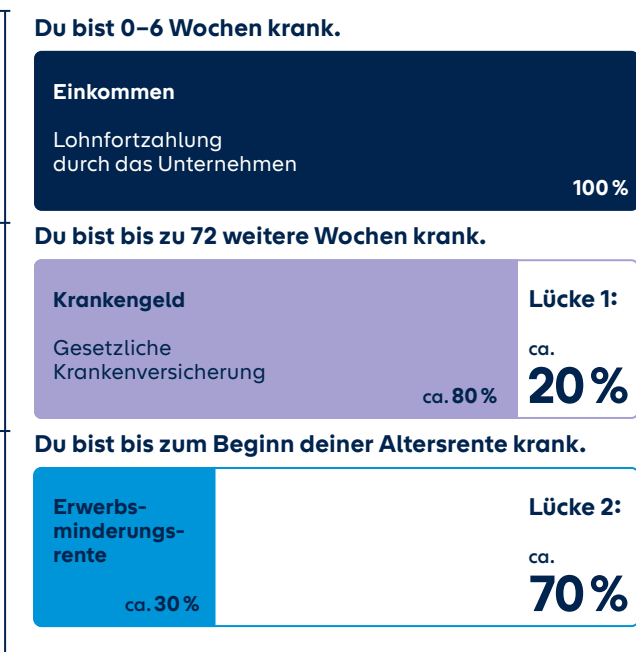 Du bist 0–6 Wochen krank.
Einkommen
Lohnfortzahlung
durch das Unternehmen
100 %
Du bist bis zu 72 weitere Wochen krank.
Krankengeld
Gesetzliche
Krankenversicherung
ca. 80 %
Lücke 1:
ca.
20 %
Du bist bis zum Beginn deiner Altersrente krank.
Erwerbs-
minderungs-
rente
ca. 30 %
Lücke 2:
ca.
70 %